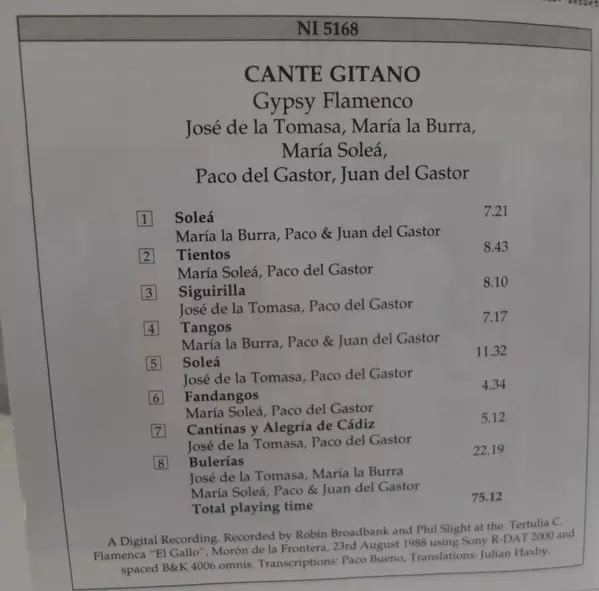 NI 5168
CANTE GITANO
Gypsy Flamenco
José de la Tomasa, María la Burra,
María Soleá,
Paco del Gastor, Juan del Gastor
1 Soleá 7.21
María la Burra, Paco & Juan del Gastor
2 Tientos 8.43
María Soleá, Paco del Gastor
3 Siguirilla 8.10
José de la Tomasa, Paco del Gastor
4 Tangos 7.17
María la Burra, Paco & Juan del Gastor
5 Soleá 11.32
José de la Tomasa, Paco del Gastor
6 Fandangos 4.34
María Soleá, Paco del Gastor
7 Cantinas y Alegría de Cádiz 5.12
José de la Tomasa, Paco del Gastor
8 Bulerías 22.19
José de la Tomasa, María la Burra
María Soleá, Paco & Juan del Gastor
Total playing time 75.12
A Digital Recording. Recorded by Robin Broadbank and Phil Slight at the Tertulia C.
Flamenca "El Gallo", Morón de la Frontera, 23rd August 1988 using Sony R-DAT 2000 and
spaced B&K 4006 omnis. Transcriptions: Paco Bueno, Translations: Julian Haxby.